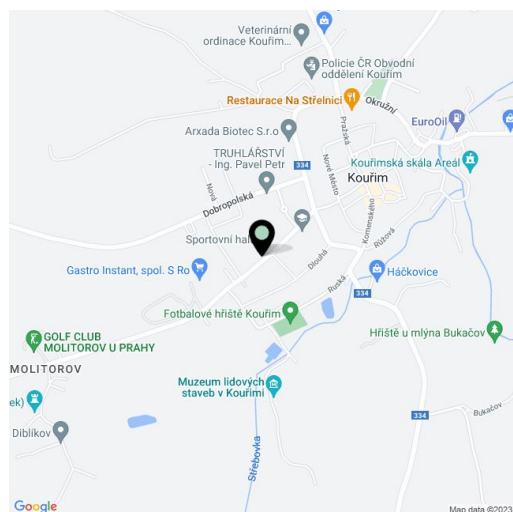 Veterinární
ordinace Kouřim...
Policie ČR Obvodní
oddělení Kouřim
Restaurace Na Střelnici
Okružní
EuroOil
Arxada Biotec S.r.o
Pražská
TRUHLÁŘSTVÍ
- Ing. Pavel Petr
334
Nové Město
Kouřimská skála Areál
Kouřim
Nová
Dobropolská
Komenského
Sportovní hal
Růžová
Dlouhá
Gastro Instant, spol. S Ro
Háčkovice
Ruská
334
Fotbalové hřiště Kouřim
Hřiště u mlýna Bukačov
GOLF CLUB
MOLITOROV U PRAHY
MOLITOROV
Muzeum lidových
staveb v Kouřimi
ek)
Bukačov
334
Diblíkov
Střebovka
Google
Map data ©2023